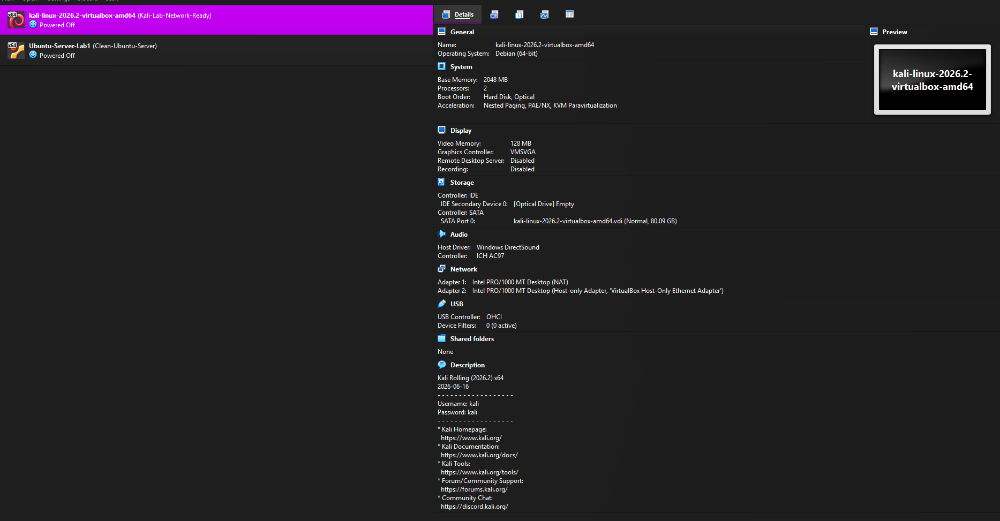 kali-linux-2026.2-virtualbox-amd64 (Kali-Lab-Network-Ready)
Powered Off
Ubuntu-Server-Lab1 (Clean-Ubuntu-Server)
Powered Off
Details
General
Name: kali-linux-2026.2-virtualbox-amd64
Operating System: Debian (64-bit)
System
Base Memory: 2048 MB
Processors: 2
Boot Order: Hard Disk, Optical
Acceleration: Nested Paging, PAE/NX, KVM Paravirtualization
Preview
kali-linux-2026.2-
virtualbox-amd64
Display
Video Memory: 128 MB
Graphics Controller: VMSVGA
Remote Desktop Server: Disabled
Recording: Disabled
Storage
Controller: IDE
IDE Secondary Device 0: [Optical Drive] Empty
Controller: SATA
SATA Port 0: kali-linux-2026.2-virtualbox-amd64.vdi (Normal, 80.09 GB)
Audio
Host Driver: Windows DirectSound
Controller: ICH AC97
Network
Adapter 1: Intel PRO/1000 MT Desktop (NAT)
Adapter 2: Intel PRO/1000 MT Desktop (Host-only Adapter, 'VirtualBox Host-Only Ethernet Adapter')
USB
USB Controller: OHCI
Device Filters: 0 (0 active)
Shared folders
None
Description
Kali Rolling (2026.2) x64
2026-06-16
- - - - - - - - - - - - - - - - - -
Username: kali
Password: kali
- - - - - - - - - - - - - - - - - -
* Kali Homepage:
https://www.kali.org/
* Kali Documentation:
https://www.kali.org/docs/
* Kali Tools:
https://www.kali.org/tools/
* Forum/Community Support:
https://forums.kali.org/
* Community Chat:
https://discord.kali.org/